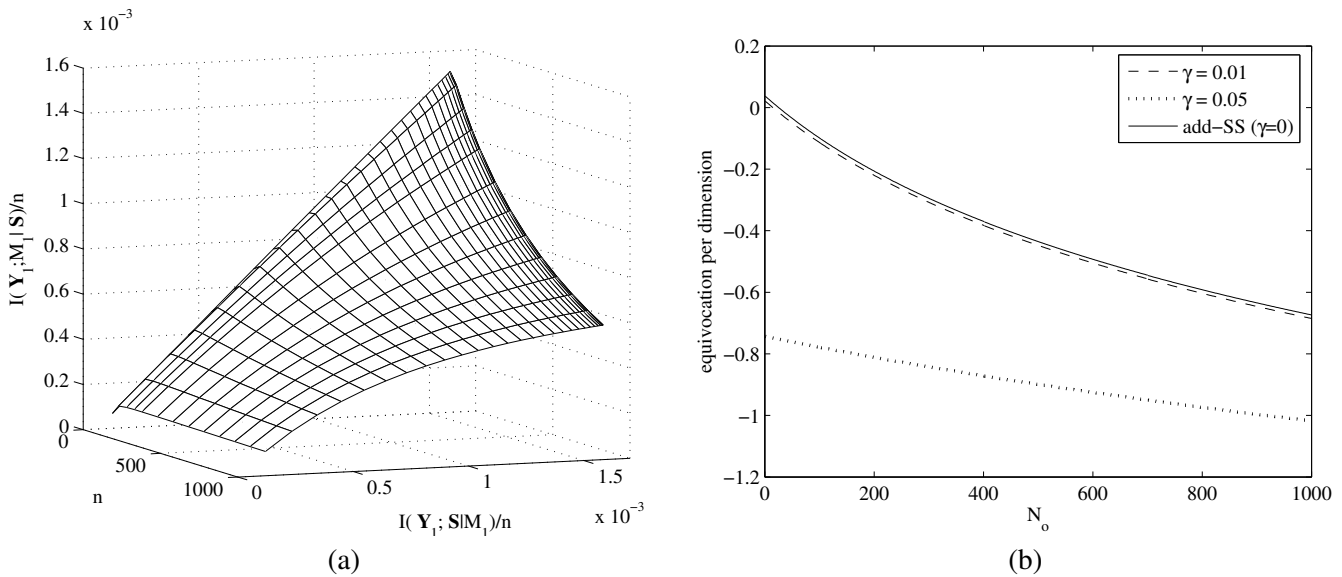 x 10⁻³
1.6
1.4
1.2
1
0.8
0.6
0.4
0.2
0
I( Y₁;M₁| S)/n
0
500
1000
n
0
0.5
1
1.5
x 10⁻³
I( Y₁; S|M₁)/n
(a)
0.2
0
−0.2
−0.4
−0.6
−0.8
−1
−1.2
equivocation per dimension
γ = 0.01
γ = 0.05
add−SS (γ=0)
0
200
400
600
800
1000
Nₒ
(b)